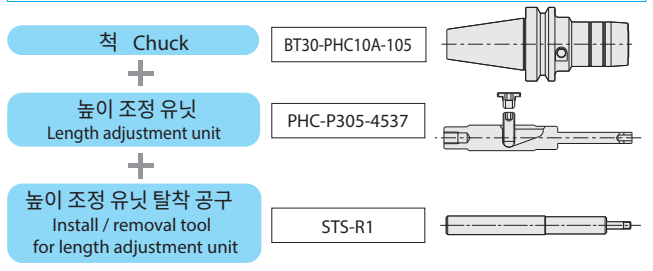 척 Chuck
BT30-PHC10A-105
높이 조정 유닛
Length adjustment unit
PHC-P305-4537
높이 조정 유닛 탈착 공구
Install / removal tool
for length adjustment unit
STS-R1